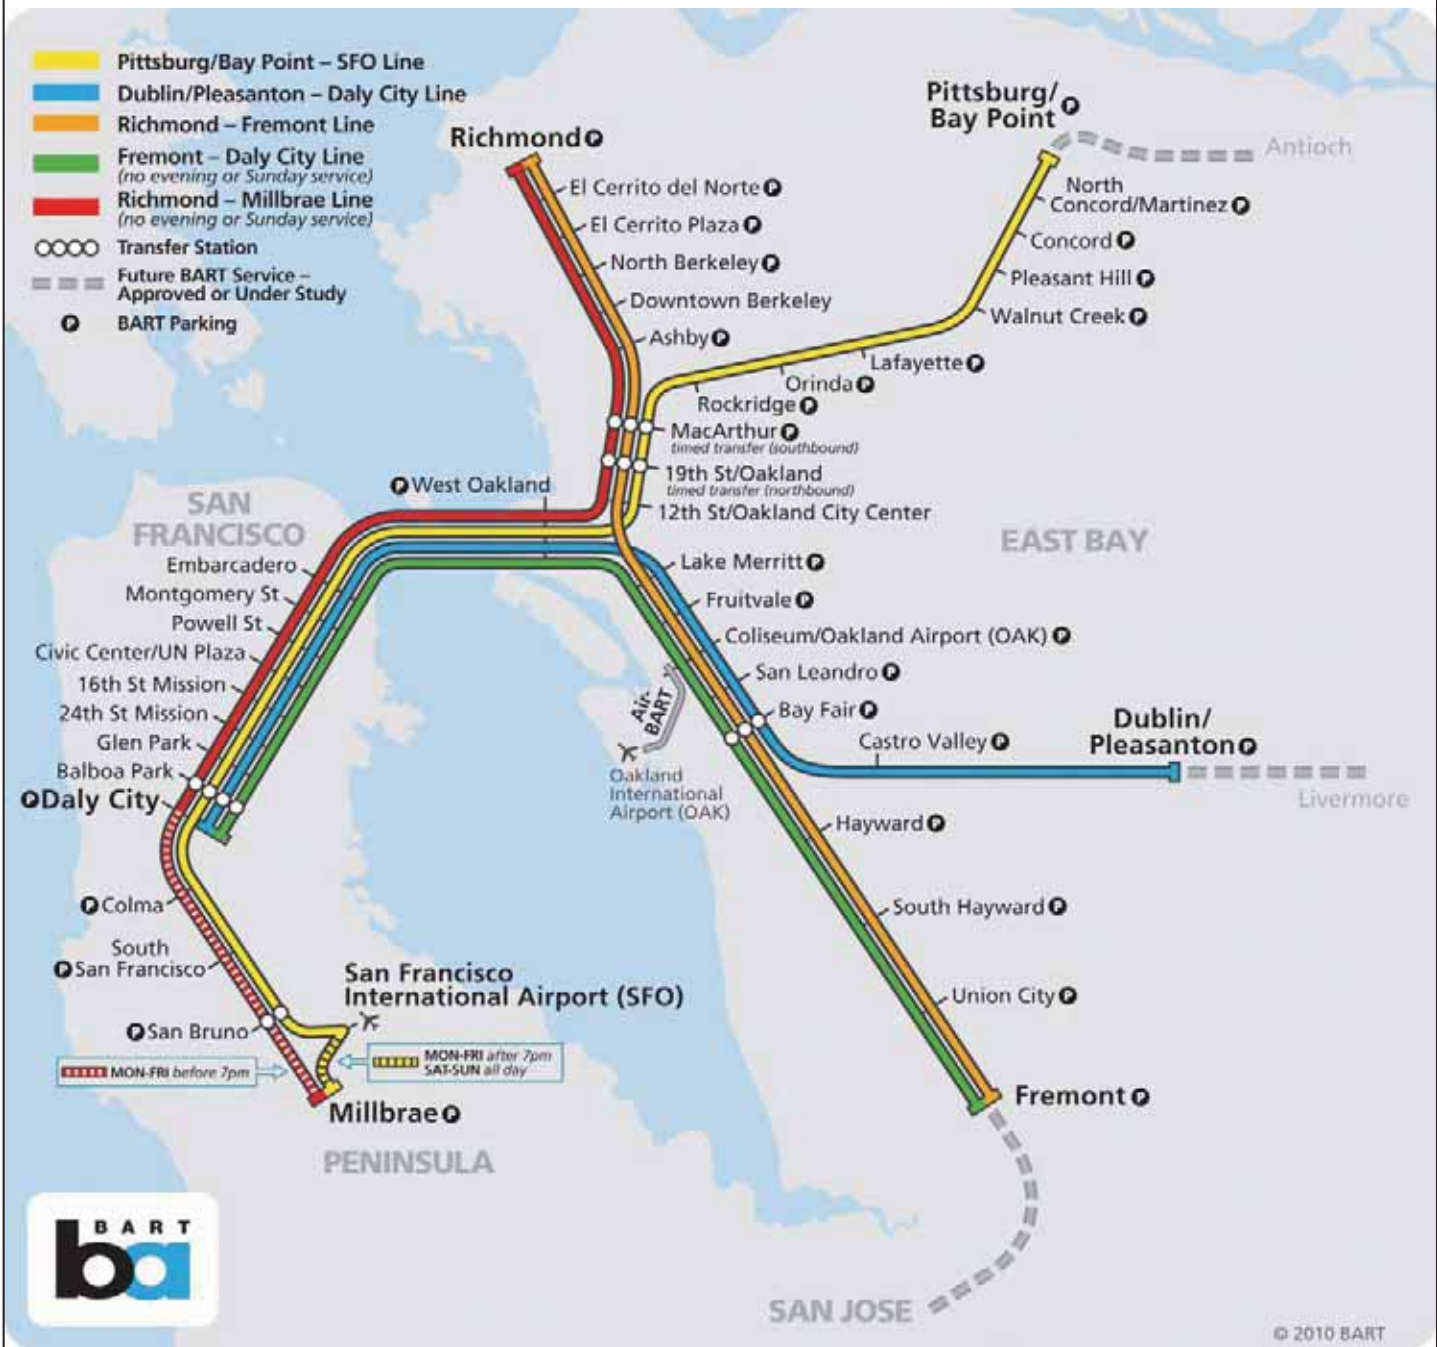 Pittsburg/Bay Point – SFO Line
Dublin/Pleasanton – Daly City Line
Richmond – Fremont Line
Fremont – Daly City Line
(no evening or Sunday service)
Richmond – Millbrae Line
(no evening or Sunday service)
Transfer Station
Future BART Service –
Approved or Under Study
P BART Parking
Richmond P
El Cerrito del Norte P
El Cerrito Plaza P
North Berkeley P
Downtown Berkeley
Ashby P
Pittsburg/
Bay Point P
Antioch
North
Concord/Martinez P
Concord P
Pleasant Hill P
Walnut Creek P
Lafayette P
Orinda P
Rockridge P
MacArthur P
timed transfer (southbound)
19th St/Oakland
timed transfer (northbound)
12th St/Oakland City Center
P West Oakland
SAN
FRANCISCO
EAST BAY
Embarcadero
Montgomery St
Powell St
Civic Center/UN Plaza
16th St Mission
24th St Mission
Glen Park
Balboa Park
P Daly City
Lake Merritt P
Fruitvale P
Coliseum/Oakland Airport (OAK) P
San Leandro P
Bay Fair P
Castro Valley P
Dublin/
Pleasanton P
Livermore
Air-
BART
Oakland
International
Airport (OAK)
Hayward P
South Hayward P
Union City P
Fremont P
P Colma
South
P San Francisco
P San Bruno
San Francisco
International Airport (SFO)
MON-FRI before 7pm
MON-FRI after 7pm
SAT-SUN all day
Millbrae P
PENINSULA
SAN JOSE
BART
ba
© 2010 BART